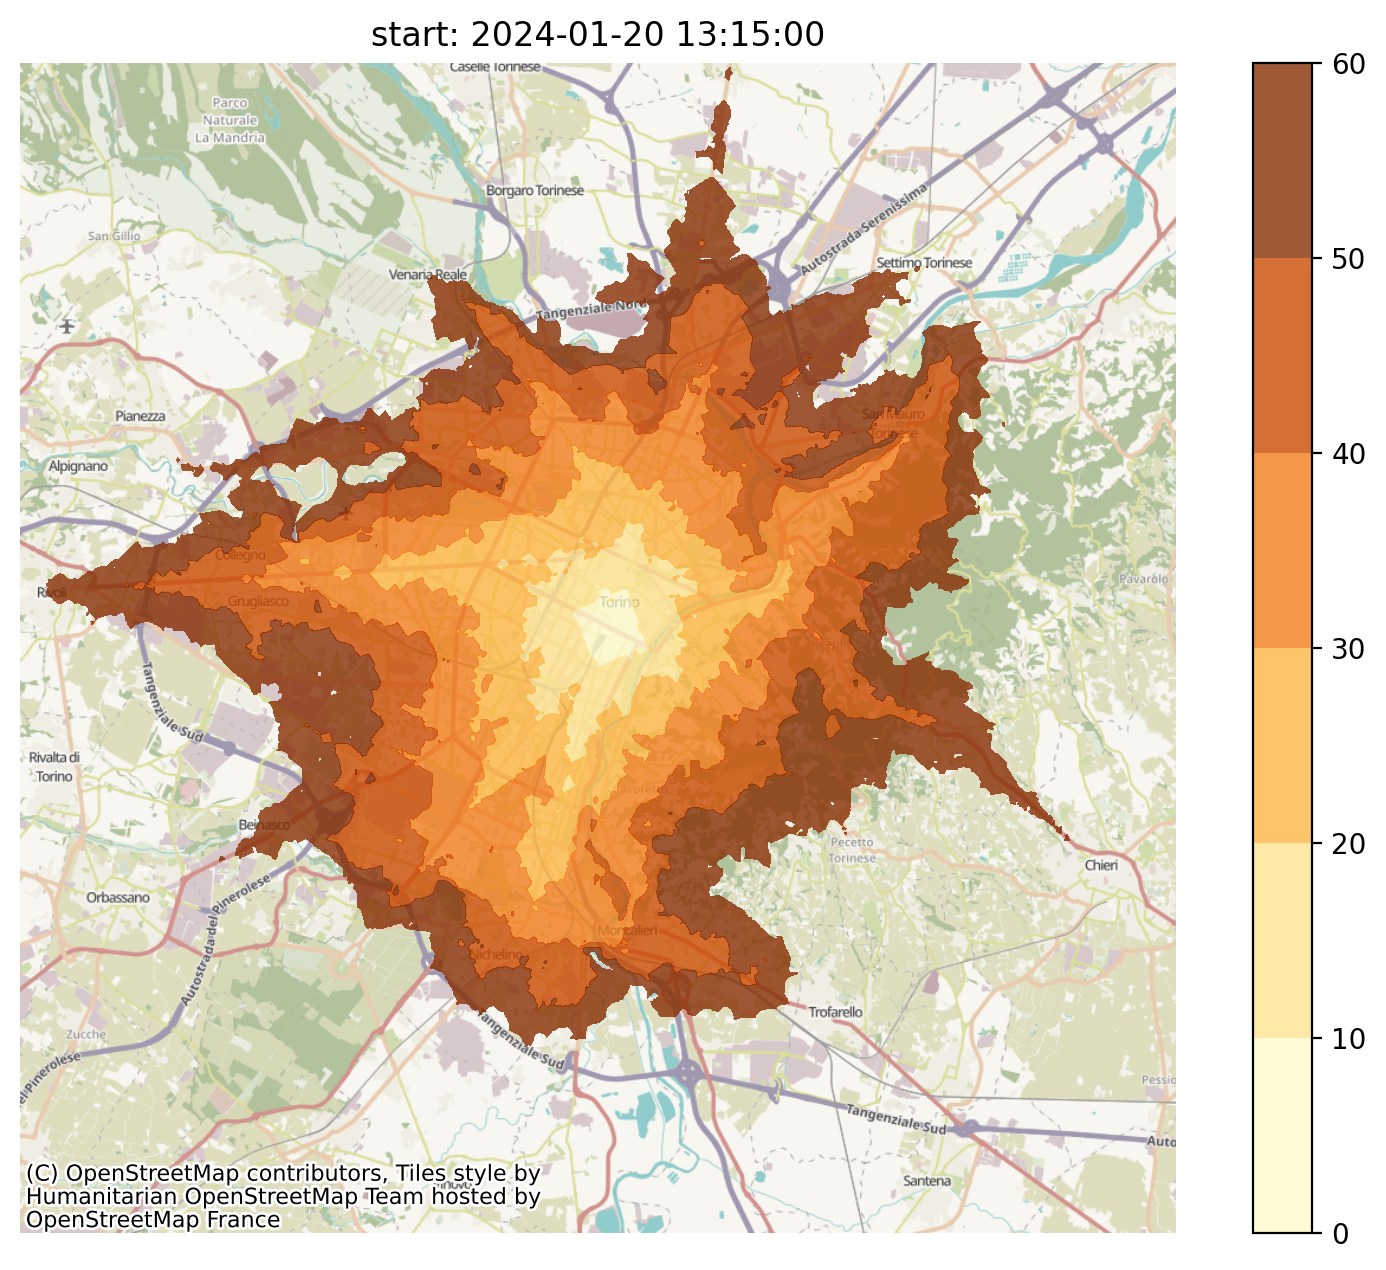 start: 2024-01-20 13:15:00
Caselle Torinese
Parco
Naturale
La Mandria
Borgaro Torinese
San Gillio
Venaria Reale
Autostrada Serenissima
Settimo Torinese
Tangenziale Nord
Pianezza
San Mauro
Torinese
Alpignano
Collegno
Rivoli
Grugliasco
Torino
Pavarolo
Tangenziale Sud
Rivalta di
Torino
Beinasco
Pecetto
Torinese
Chieri
Orbassano
Autostrada del Pinerolese
Moncalieri
Nichelino
Trofarello
Zucche
Tangenziale Sud
Pinerolese
Pessio
Tangenziale Sud
Auto
Santena
(C) OpenStreetMap contributors, Tiles style by
Humanitarian OpenStreetMap Team hosted by
OpenStreetMap France
60
50
40
30
20
10
0